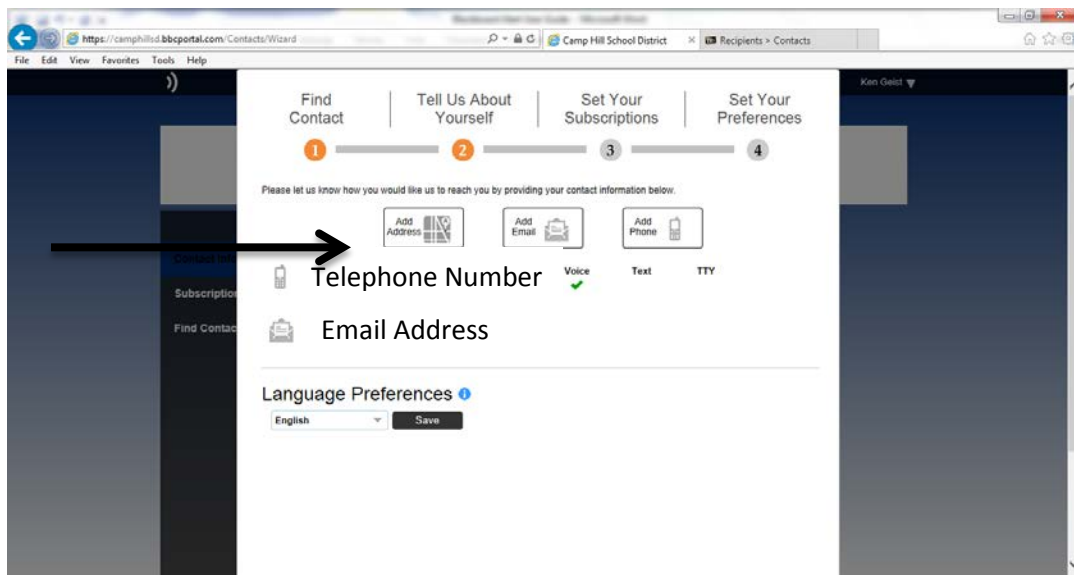 https://camphillsd.bbcportal.com/Contacts/Wizard
Camp Hill School District
Recipients > Contacts
File Edit View Favorites Tools Help
Ken Geist
Find Contact
Tell Us About Yourself
Set Your Subscriptions
Set Your Preferences
1
2
3
4
Please let us know how you would like us to reach you by providing your contact information below.
Add Address
Add Email
Add Phone
Telephone Number
Voice Text TTY
Email Address
Subscription
Find Contac
Language Preferences
English
Save